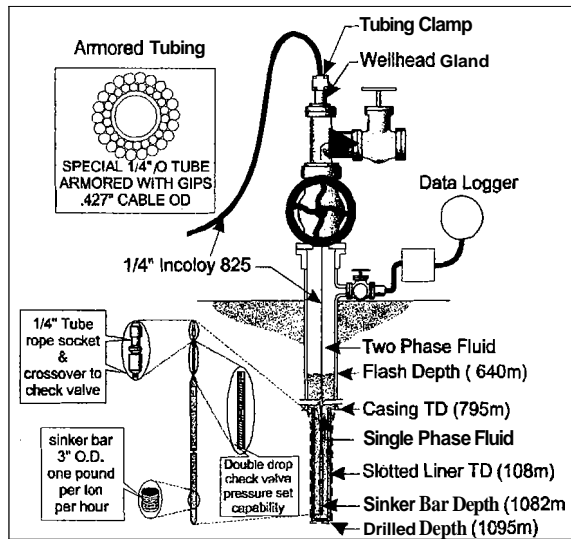 Armored Tubing
SPECIAL 1/4"/O TUBE
ARMORED WITH GIPS
.427" CABLE OD
Tubing Clamp
Wellhead Gland
Data Logger
1/4" Incoloy 825
1/4" Tube
rope socket
&
crossover to
check valve
sinker bar
3" O.D.
one pound
per ton
per hour
Double drop
check valva
pressure set
capability
Two Phase Fluid
Flash Depth ( 640m)
Casing TD (795m)
Single Phase Fluid
Slotted Liner TD (108m)
Sinker Bar Depth (1082m
Drilled Depth (1095m)